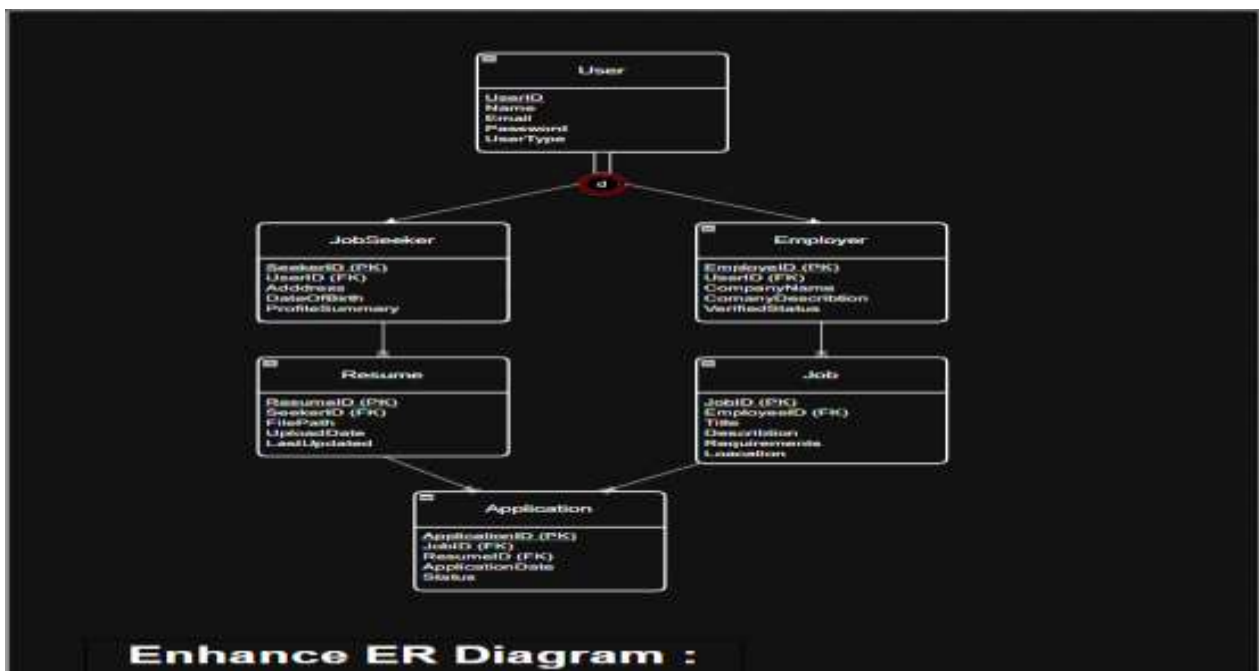 User
UserID
Name
Email
Password
UserType
d
JobSeeker
SeekerID (PK)
UserID (FK)
Adddress
DateOfBirth
ProfileSummary
Employer
EmployeID (PK)
UserID (FK)
CompanyName
ComanyDescribtion
VerifiedStatus
Resume
ResumeID (PK)
SeekerID (FK)
FilePath
UploadDate
LastUpdated
Job
JobID (PK)
EmployeeID (FK)
Title
Describtion
Requirements
Loacation
Application
ApplicationID (PK)
JobID (FK)
ResumeID (FK)
ApplicationDate
Status
Enhance ER Diagram :